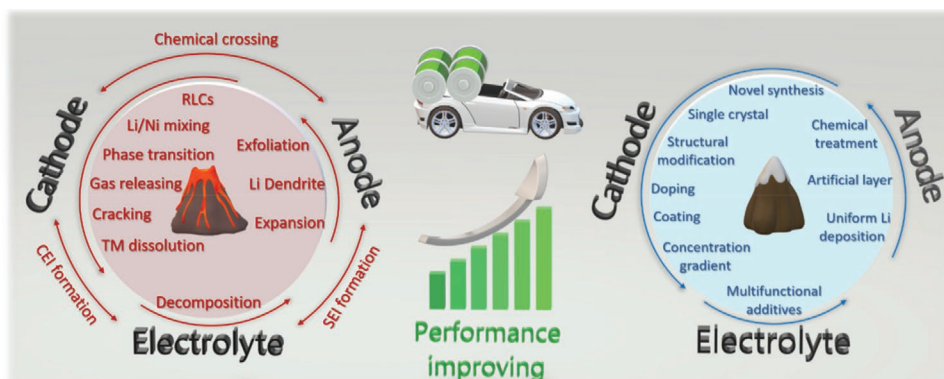 Chemical crossing
Cathode
Anode
Electrolyte
RLCs
Li/Ni mixing
Phase transition
Gas releasing
Cracking
TM dissolution
Exfoliation
Li Dendrite
Expansion
Decomposition
CEI formation
SEI formation
Performance
improving
Cathode
Anode
Electrolyte
Novel synthesis
Single crystal
Structural
modification
Doping
Coating
Concentration
gradient
Chemical
treatment
Artificial layer
Uniform Li
deposition
Multifunctional
additives